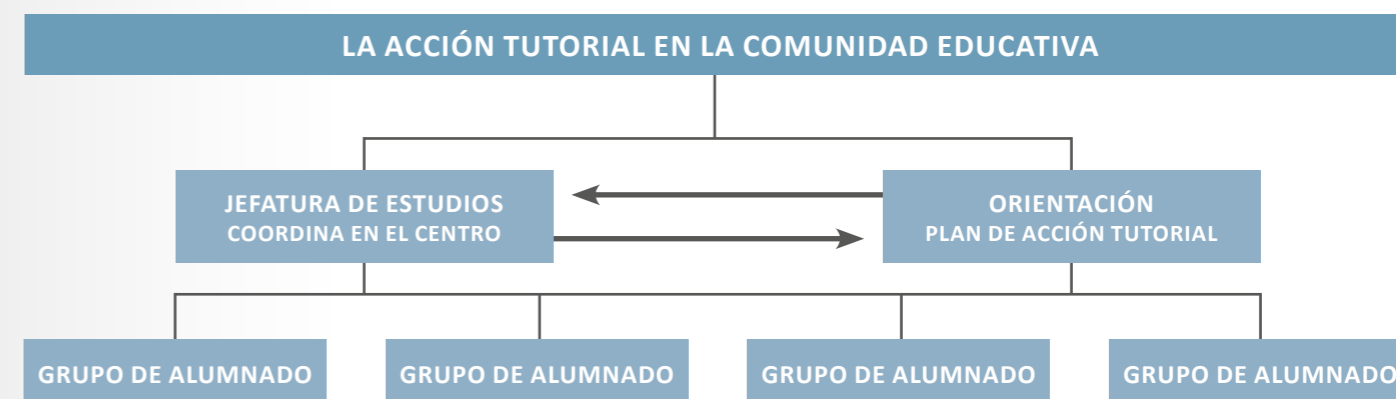 LA ACCIÓN TUTORIAL EN LA COMUNIDAD EDUCATIVA
JEFATURA DE ESTUDIOS
COORDINA EN EL CENTRO
ORIENTACIÓN
PLAN DE ACCIÓN TUTORIAL
GRUPO DE ALUMNADO
GRUPO DE ALUMNADO
GRUPO DE ALUMNADO
GRUPO DE ALUMNADO